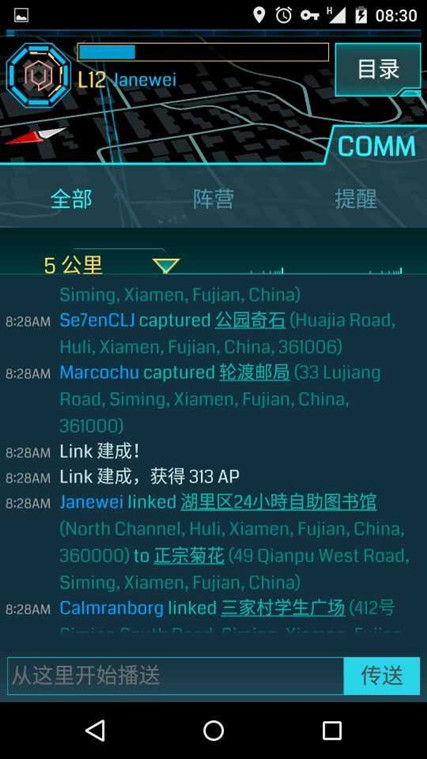 H 08:30
L12 Janewei
目录
COMM
全部 阵营 提醒
5 公里
Siming, Xiamen, Fujian, China)
8:28AM Se7enCLJ captured 公园奇石 (Huajia Road,
Huli, Xiamen, Fujian, China, 361006)
8:28AM Marcochu captured 轮渡邮局 (33 Lujiang
Road, Siming, Xiamen, Fujian, China,
361000)
8:28AM Link 建成!
8:28AM Link 建成，获得 313 AP
8:28AM Janewei linked 湖里区24小時自助图书馆
(North Channel, Huli, Xiamen, Fujian, China,
360000) to 正宗菊花 (49 Qianpu West Road,
Siming, Xiamen, Fujian, China)
8:28AM Calmranborg linked 三家村学生广场 (412号
Siming South Road, Siming, Xiamen, Fujian,
从这里开始播送 传送